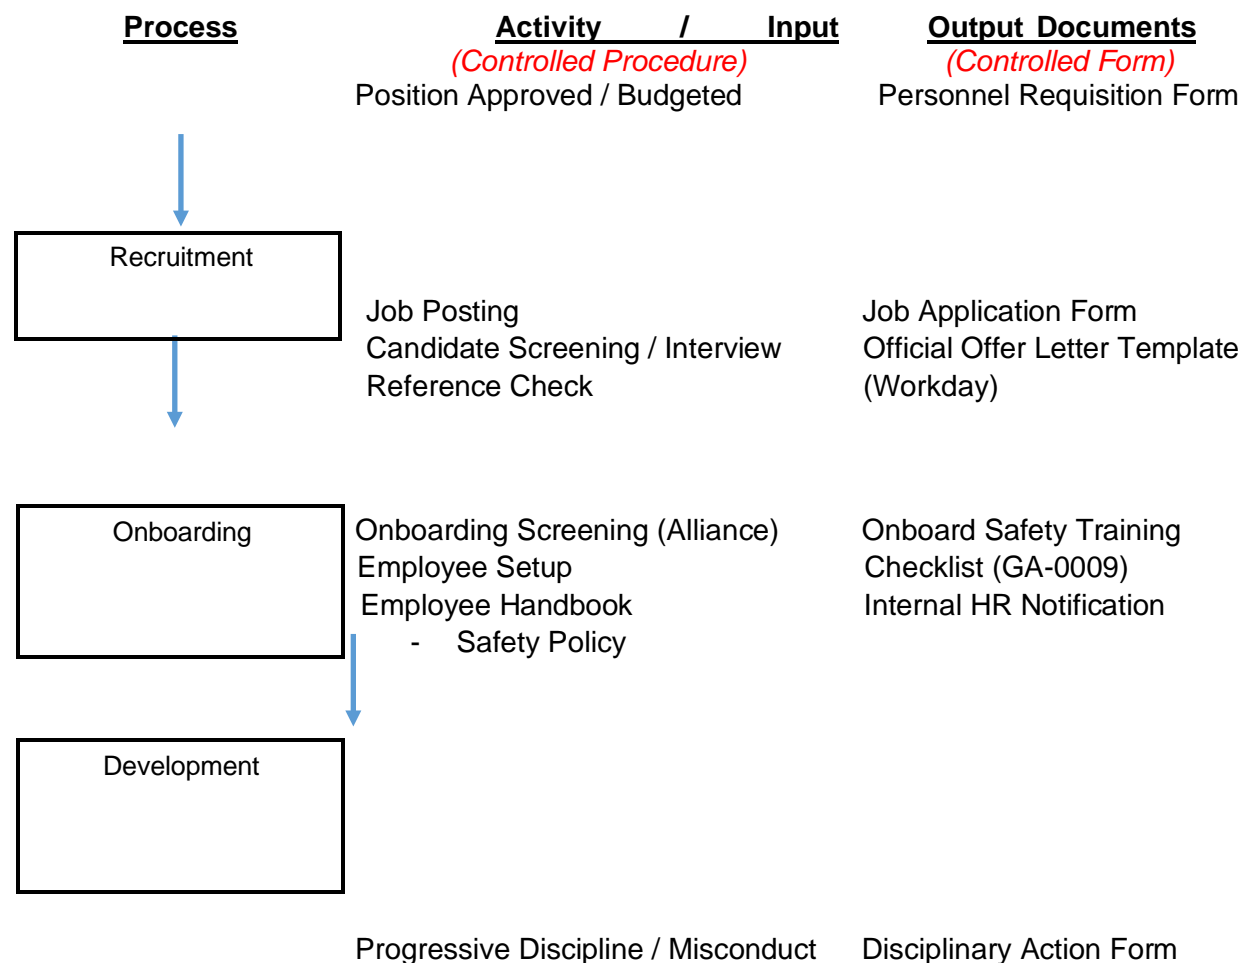 Process Activity / Input Output Documents
(Controlled Procedure) (Controlled Form)
Position Approved / Budgeted Personnel Requisition Form
Recruitment
Job Posting Job Application Form
Candidate Screening / Interview Official Offer Letter Template
Reference Check (Workday)
Onboarding Onboarding Screening (Alliance) Onboard Safety Training
Employee Setup Checklist (GA-0009)
Employee Handbook Internal HR Notification
- Safety Policy
Development
Progressive Discipline / Misconduct Disciplinary Action Form